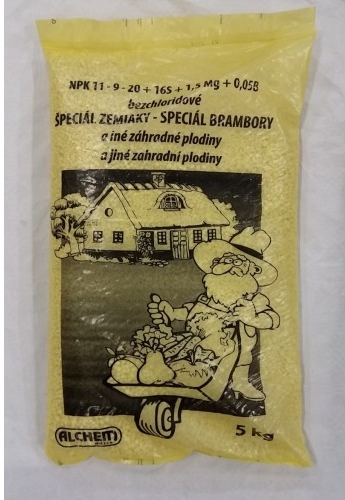 NPK 11 - 9 - 20 + 16S + 1,5 Mg + 0,05B
bezchloridové
ŠPECIÁL ZEMIAKY - SPECIÁL BRAMBORY
a iné záhrodné plodiny
a jiné zahradní plodiny
ALCHEM
5 kg